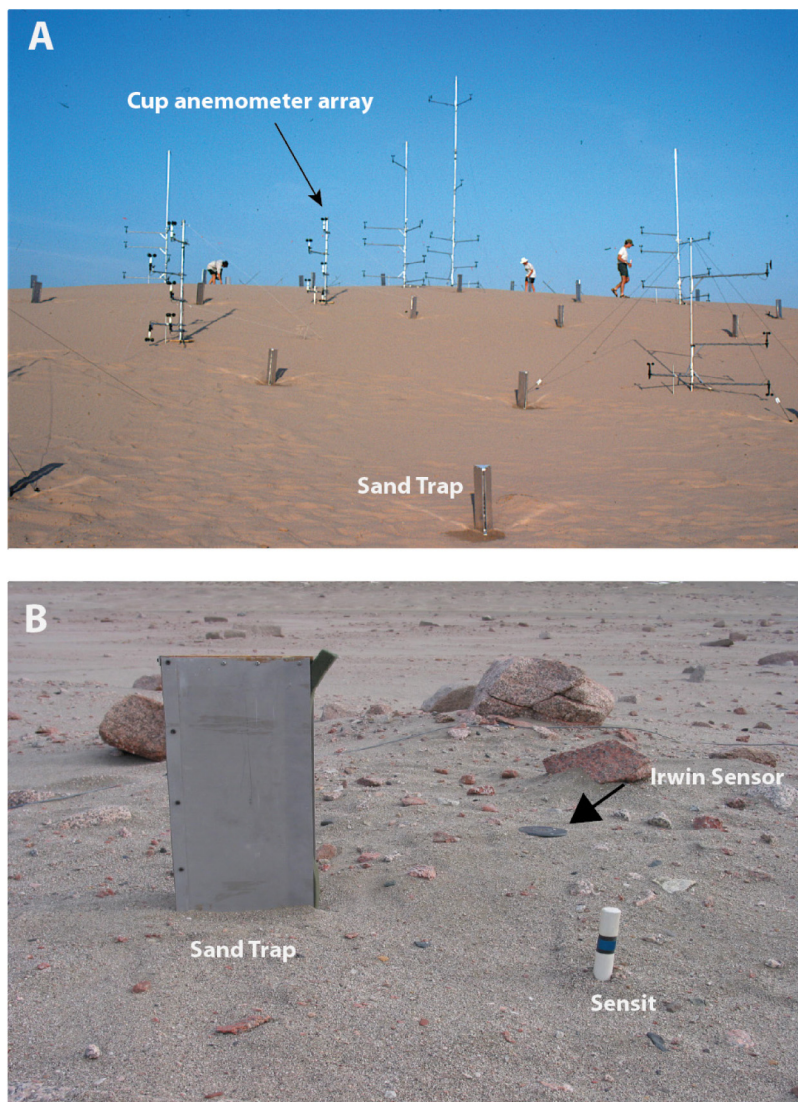 A
Cup anemometer array
Sand Trap
B
Irwin Sensor
Sand Trap
Sensit